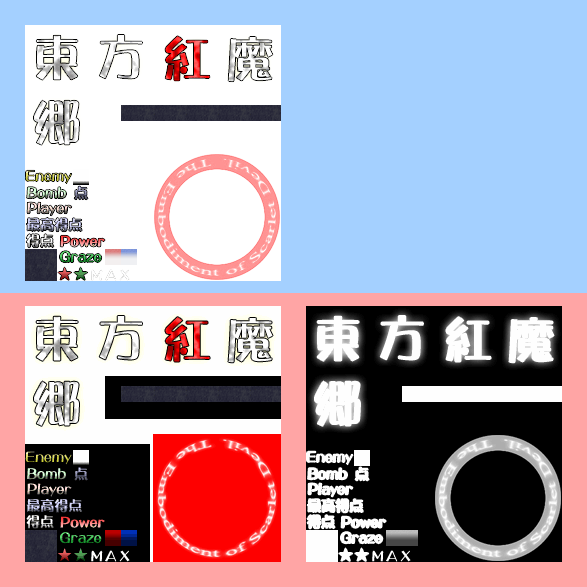 東方紅魔
郷
Enemy
Bomb 点
Player
最高得点
得点 Power
Graze
★★MAX
The Embodiment of Scarlet Devil.
東方紅魔
郷
Enemy
Bomb 点
Player
最高得点
得点 Power
Graze
★★MAX
The Embodiment of Scarlet Devil.
東方紅魔
郷
Enemy
Bomb 点
Player
最高得点
得点 Power
Graze
★★MAX
The Embodiment of Scarlet Devil.